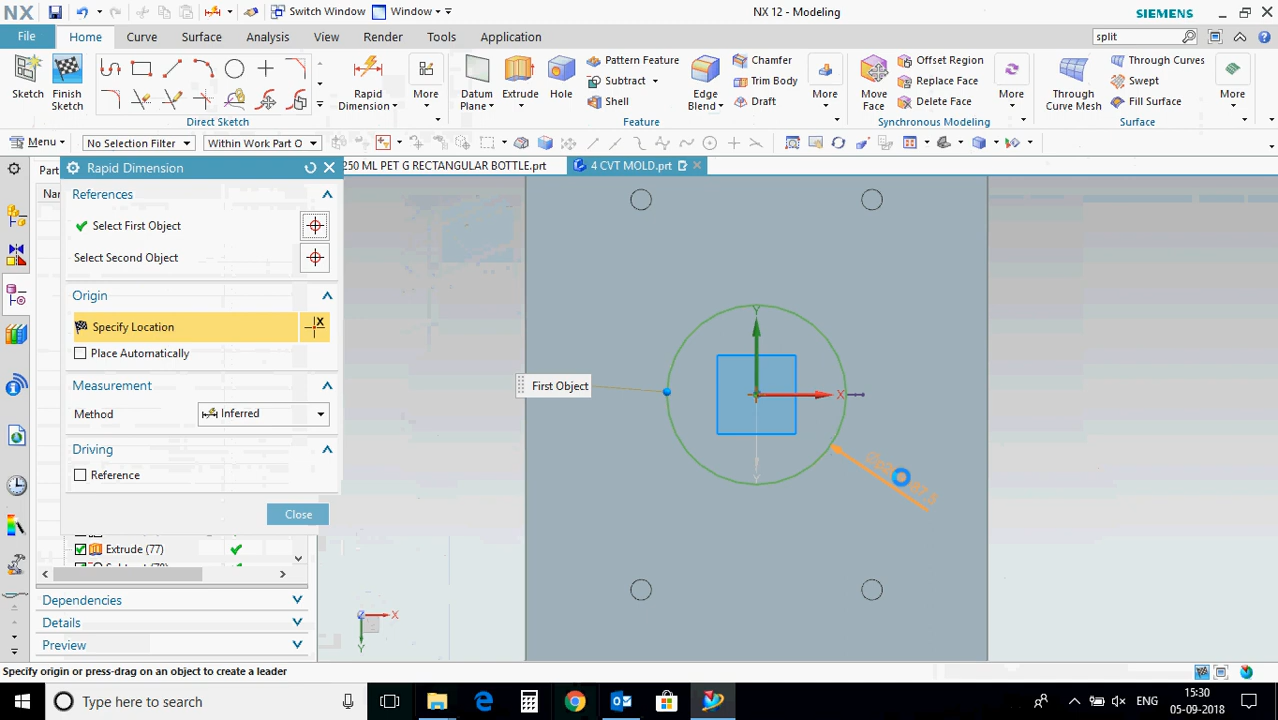 NX
Switch Window
Window
NX 12 - Modeling
SIEMENS
File
Home
Curve
Surface
Analysis
View
Render
Tools
Application
split
Sketch
Finish Sketch
Direct Sketch
Rapid Dimension
More
Datum Plane
Extrude
Hole
Pattern Feature
Subtract
Shell
Edge Blend
Chamfer
Trim Body
Draft
More
Feature
Move Face
Offset Region
Replace Face
Delete Face
More
Synchronous Modeling
Through Curve Mesh
Through Curves
Swept
Fill Surface
More
Surface
Menu
No Selection Filter
Within Work Part O
Part
Rapid Dimension
250 ML PET G RECTANGULAR BOTTLE.prt
4 CVT MOLD.prt
References
Select First Object
Select Second Object
Origin
Specify Location
Place Automatically
Measurement
Method
Inferred
Driving
Reference
Close
First Object
Y
X
Y
Extrude (77)
Dependencies
Details
Preview
Z
X
Y
Specify origin or press-drag on an object to create a leader
Type here to search
ENG
15:30
05-09-2018